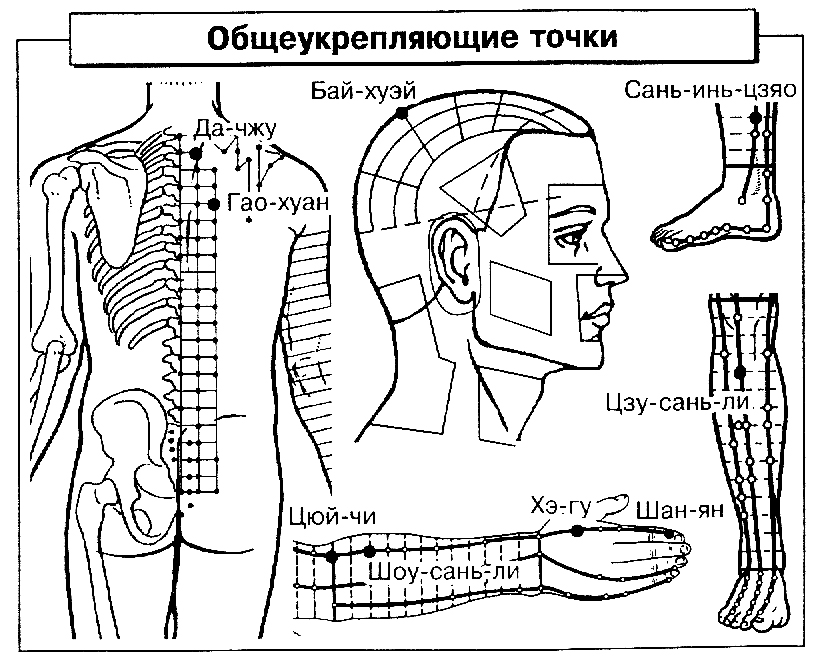 Общеукрепляющие точки
Бай-хуэй
Сань-инь-цзяо
Да-чжу
Гао-хуан
Цзу-сань-ли
Цюй-чи
Хэ-гу
Шан-ян
Шоу-сань-ли